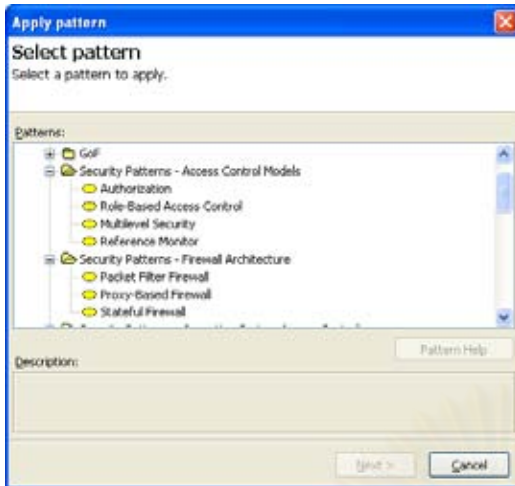 Apply pattern
Select pattern
Select a pattern to apply.
Patterns:
GoF
Security Patterns - Access Control Models
Authorization
Role-Based Access Control
Multilevel Security
Reference Monitor
Security Patterns - Firewall Architecture
Packet Filter Firewall
Proxy-Based Firewall
Stateful Firewall
Pattern Help
Description:
Next >
Cancel